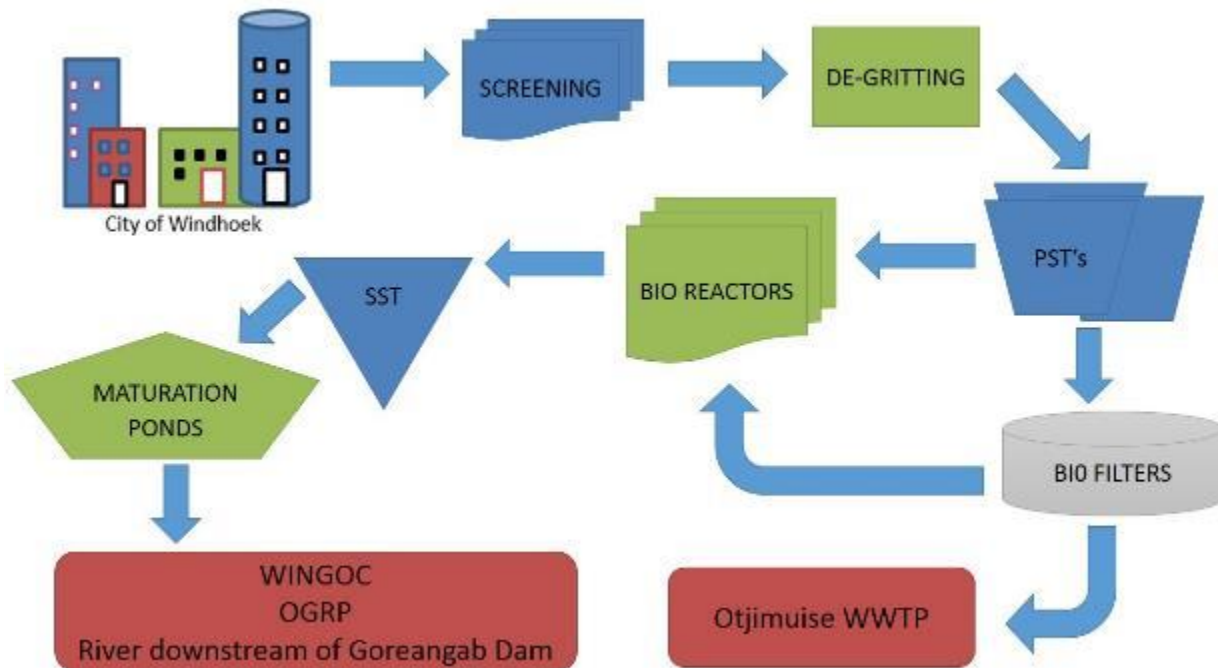 City of Windhoek
SCREENING
DE-GRITTING
PST's
BIO REACTORS
SST
MATURATION
PONDS
BI0 FILTERS
WINGOC
OGRP
River downstream of Goreangab Dam
Otjimuise WWTP